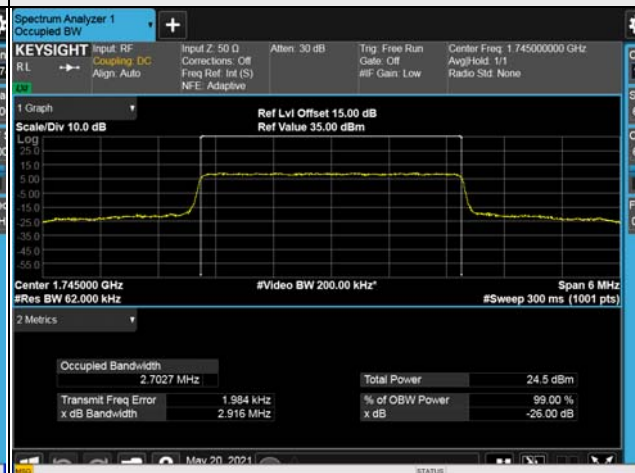 Spectrum Analyzer 1
Occupied BW
+
KEYSIGHT Input: RF Input Z: 50 Ω Atten: 30 dB Trig: Free Run Center Freq: 1.745000000 GHz
RL Coupling: DC Corrections: Off Gate: Off Avg|Hold: 1/1
Align: Auto Freq Ref: Int (S) #IF Gain: Low Radio Std: None
NFE: Adaptive
1 Graph
Ref Lvl Offset 15.00 dB
Scale/Div 10.0 dB Ref Value 35.00 dBm
Log
25.0
15.0
5.00
-5.00
-15.0
-25.0
-35.0
-45.0
-55.0
Center 1.745000 GHz #Video BW 200.00 kHz* Span 6 MHz
#Res BW 62.000 kHz #Sweep 300 ms (1001 pts)
2 Metrics
Occupied Bandwidth
2.7027 MHz Total Power 24.5 dBm
Transmit Freq Error 1.984 kHz % of OBW Power 99.00 %
x dB Bandwidth 2.916 MHz x dB -26.00 dB
May 20, 2021
MSG STATUS